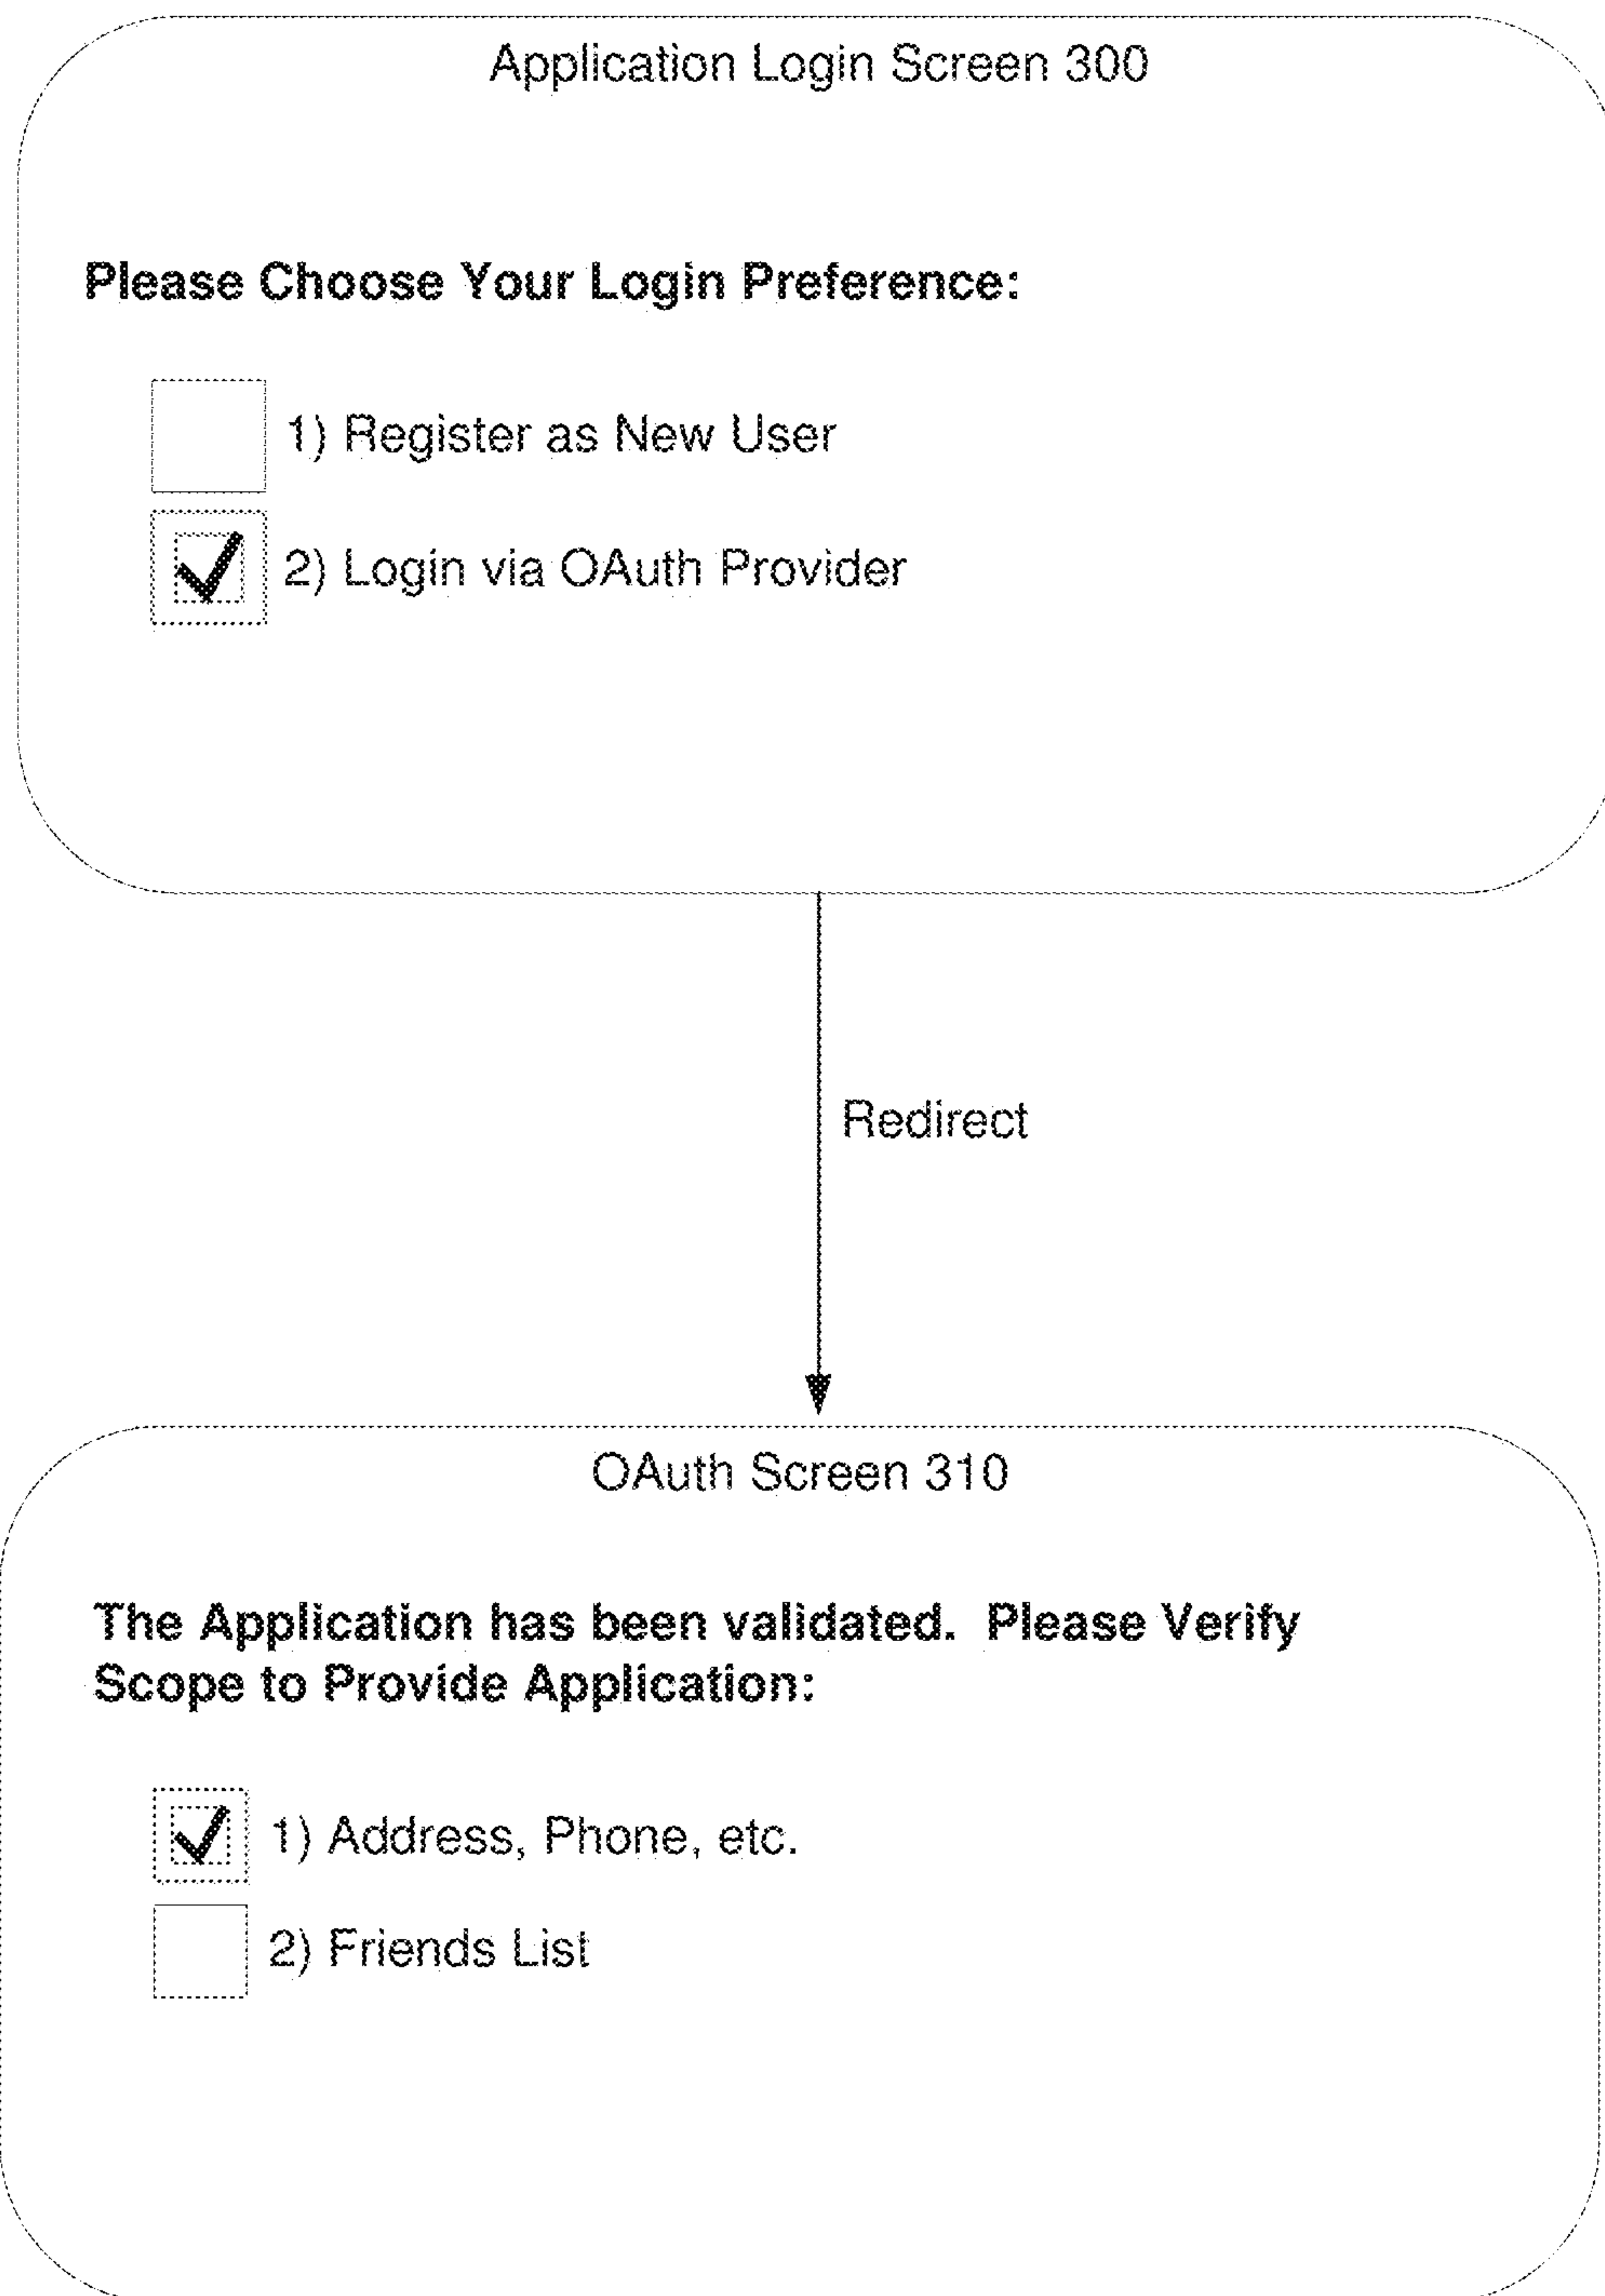 Application Login Screen 300
Please Choose Your Login Preference:
1) Register as New User
2) Login via OAuth Provider
Redirect
OAuth Screen 310
The Application has been validated.  Please Verify
Scope to Provide Application:
1) Address, Phone, etc.
2) Friends List